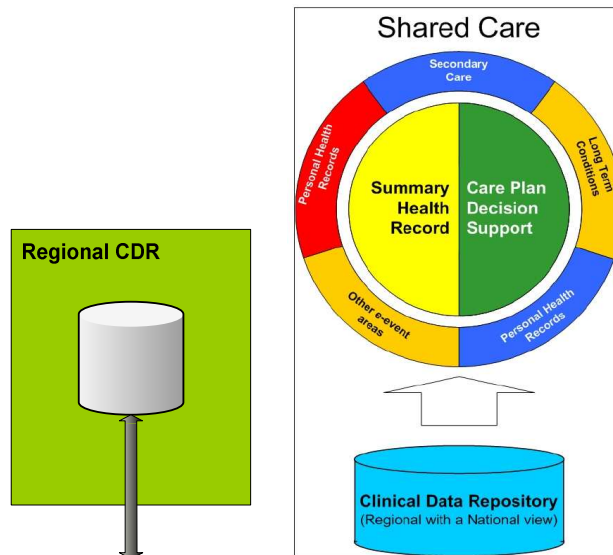 Regional CDR
Shared Care
Secondary
Care
Long Term
Conditions
Personal Health
Records
Other e-event
areas
Personal Health
Records
Summary
Health
Record
Care Plan
Decision
Support
Clinical Data Repository
(Regional with a National view)